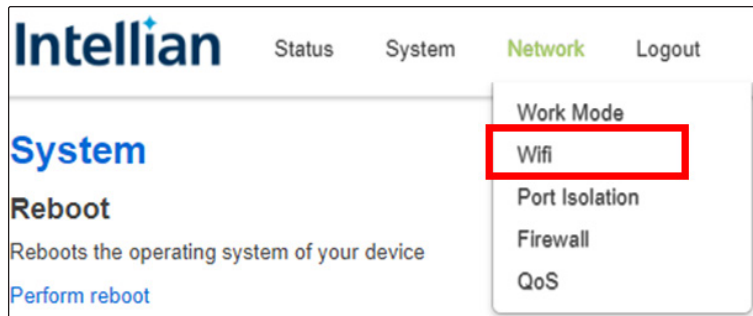 Intellian Status System Network Logout
Work Mode
Wifi
Port Isolation
Firewall
QoS
System
Reboot
Reboots the operating system of your device
Perform reboot